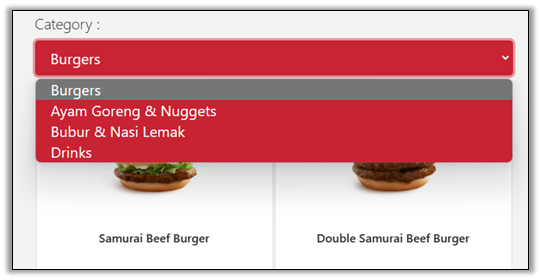 Category :
Burgers
Burgers
Ayam Goreng & Nuggets
Bubur & Nasi Lemak
Drinks
Samurai Beef Burger
Double Samurai Beef Burger